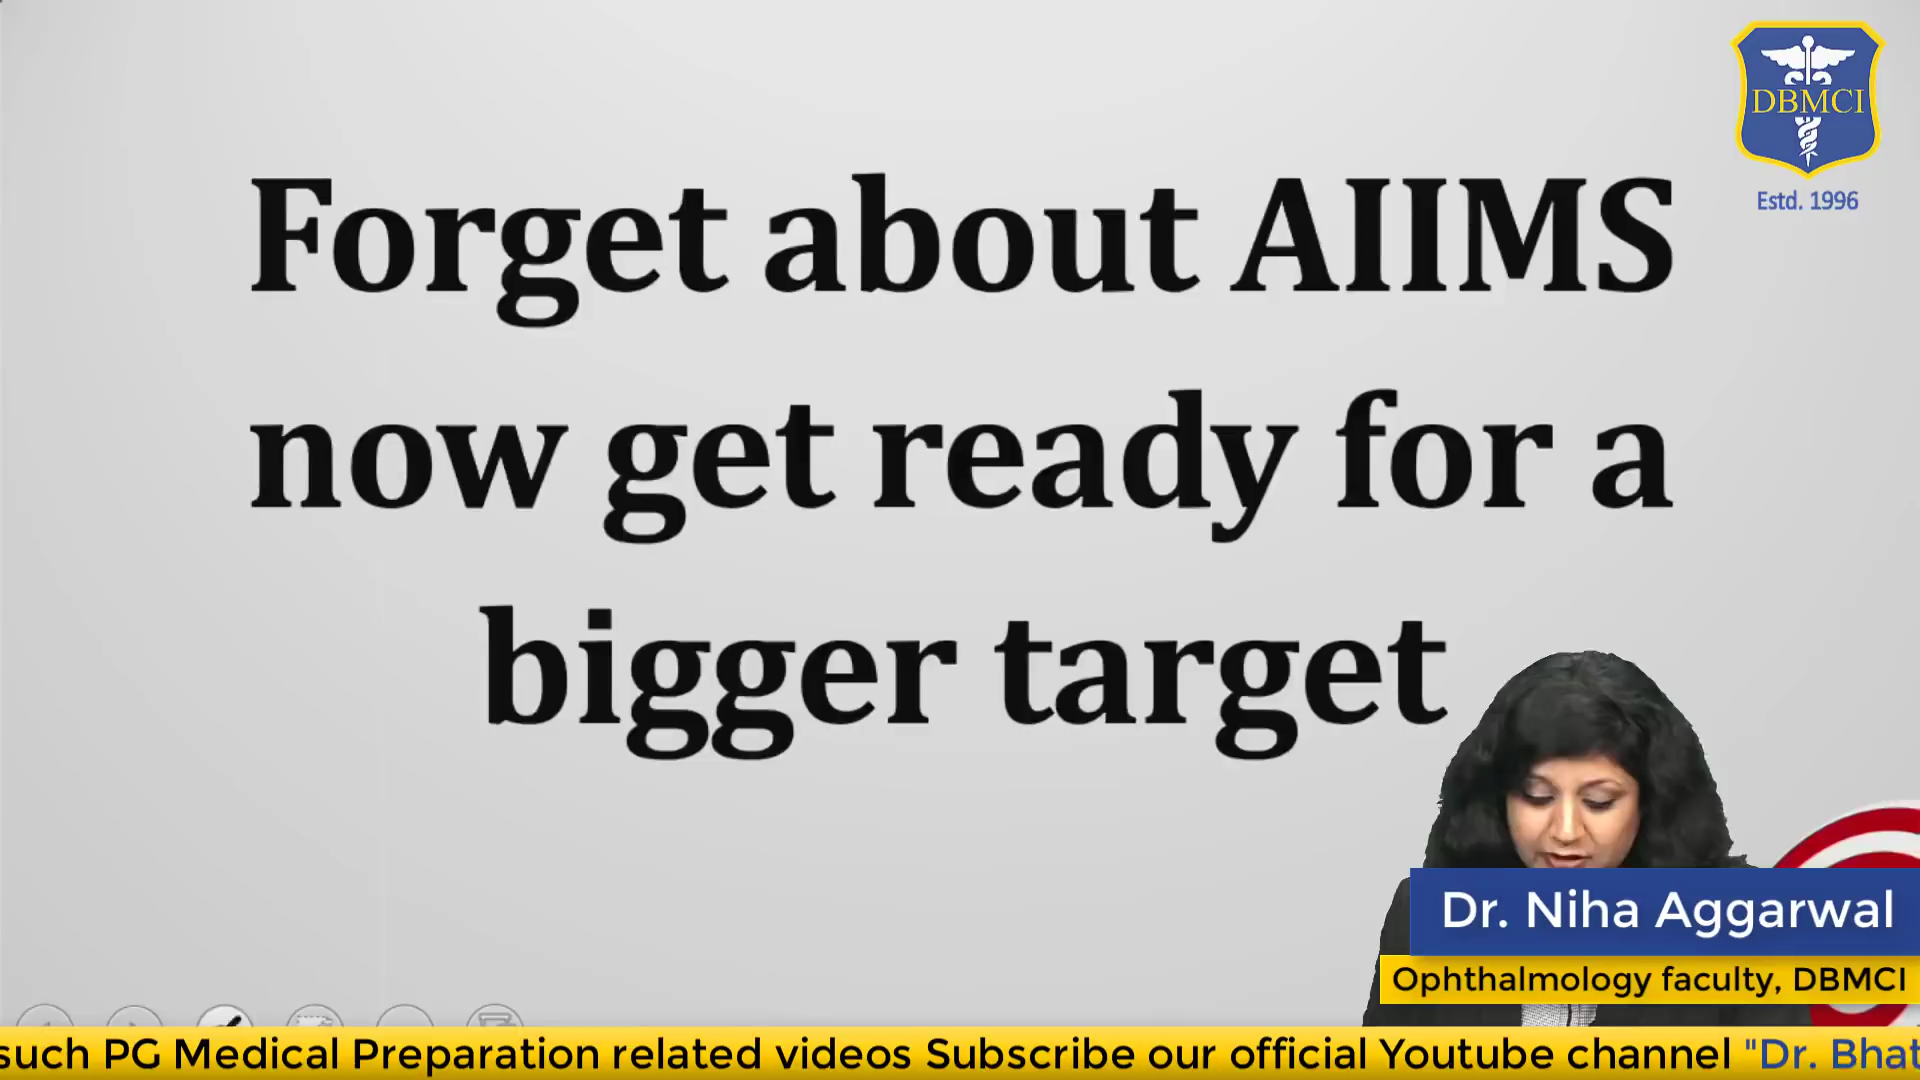 DBMCI
Estd. 1996
Forget about AIIMS
now get ready for a
bigger target
Dr. Niha Aggarwal
Ophthalmology faculty, DBMCI
such PG Medical Preparation related videos Subscribe our official Youtube channel "Dr. Bhat